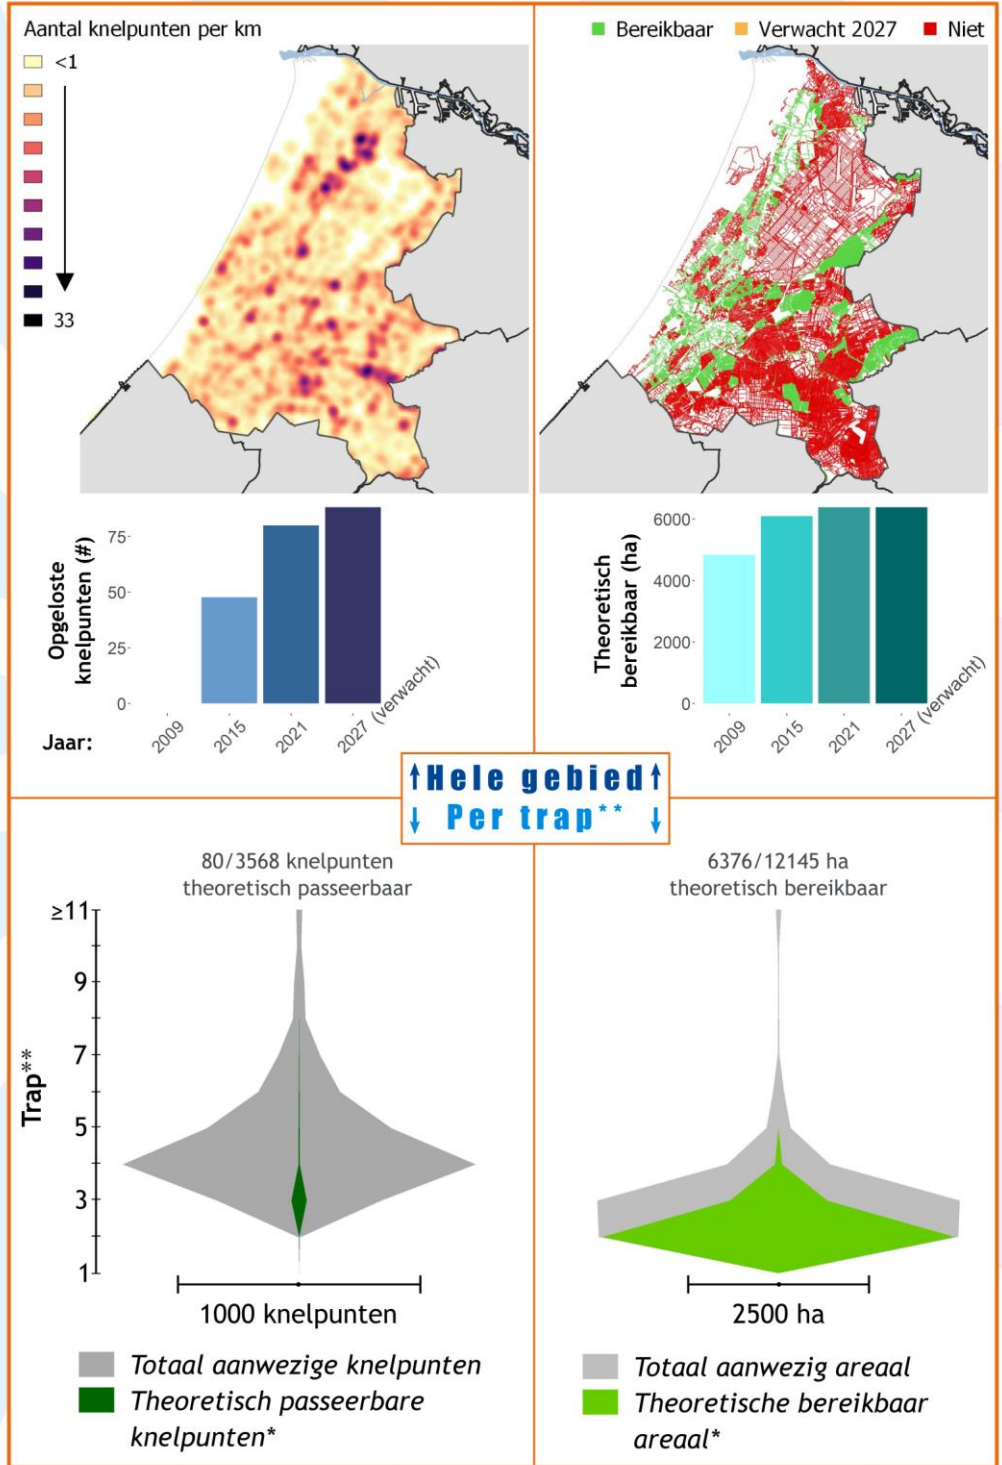 Aantal knelpunten per km
<1
33
Bereikbaar
Verwacht 2027
Niet
Opgeloste
knelpunten (#)
75
50
25
0
Jaar:
2009
2015
2021
2027 (verwacht)
Theoretisch
bereikbaar (ha)
6000
4000
2000
0
2009
2015
2021
2027 (verwacht)
↑Hele gebied↑
↓ Per trap** ↓
80/3568 knelpunten
theoretisch passeerbaar
Trap**
≥11
9
7
5
3
1
1000 knelpunten
Totaal aanwezige knelpunten
Theoretisch passeerbare
knelpunten*
6376/12145 ha
theoretisch bereikbaar
2500 ha
Totaal aanwezig areaal
Theoretische bereikbaar
areaal*